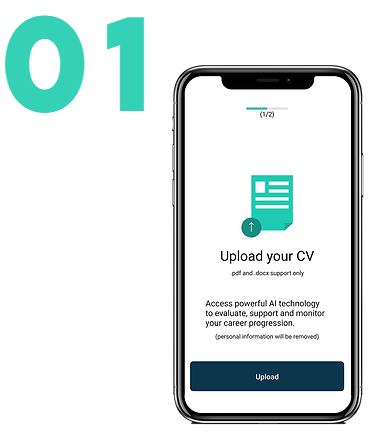 01
(1/2)
Upload your CV
.pdf and .docx support only
Access powerful AI technology
to evaluate, support and monitor
your career progression.
(personal information will be removed)
Upload